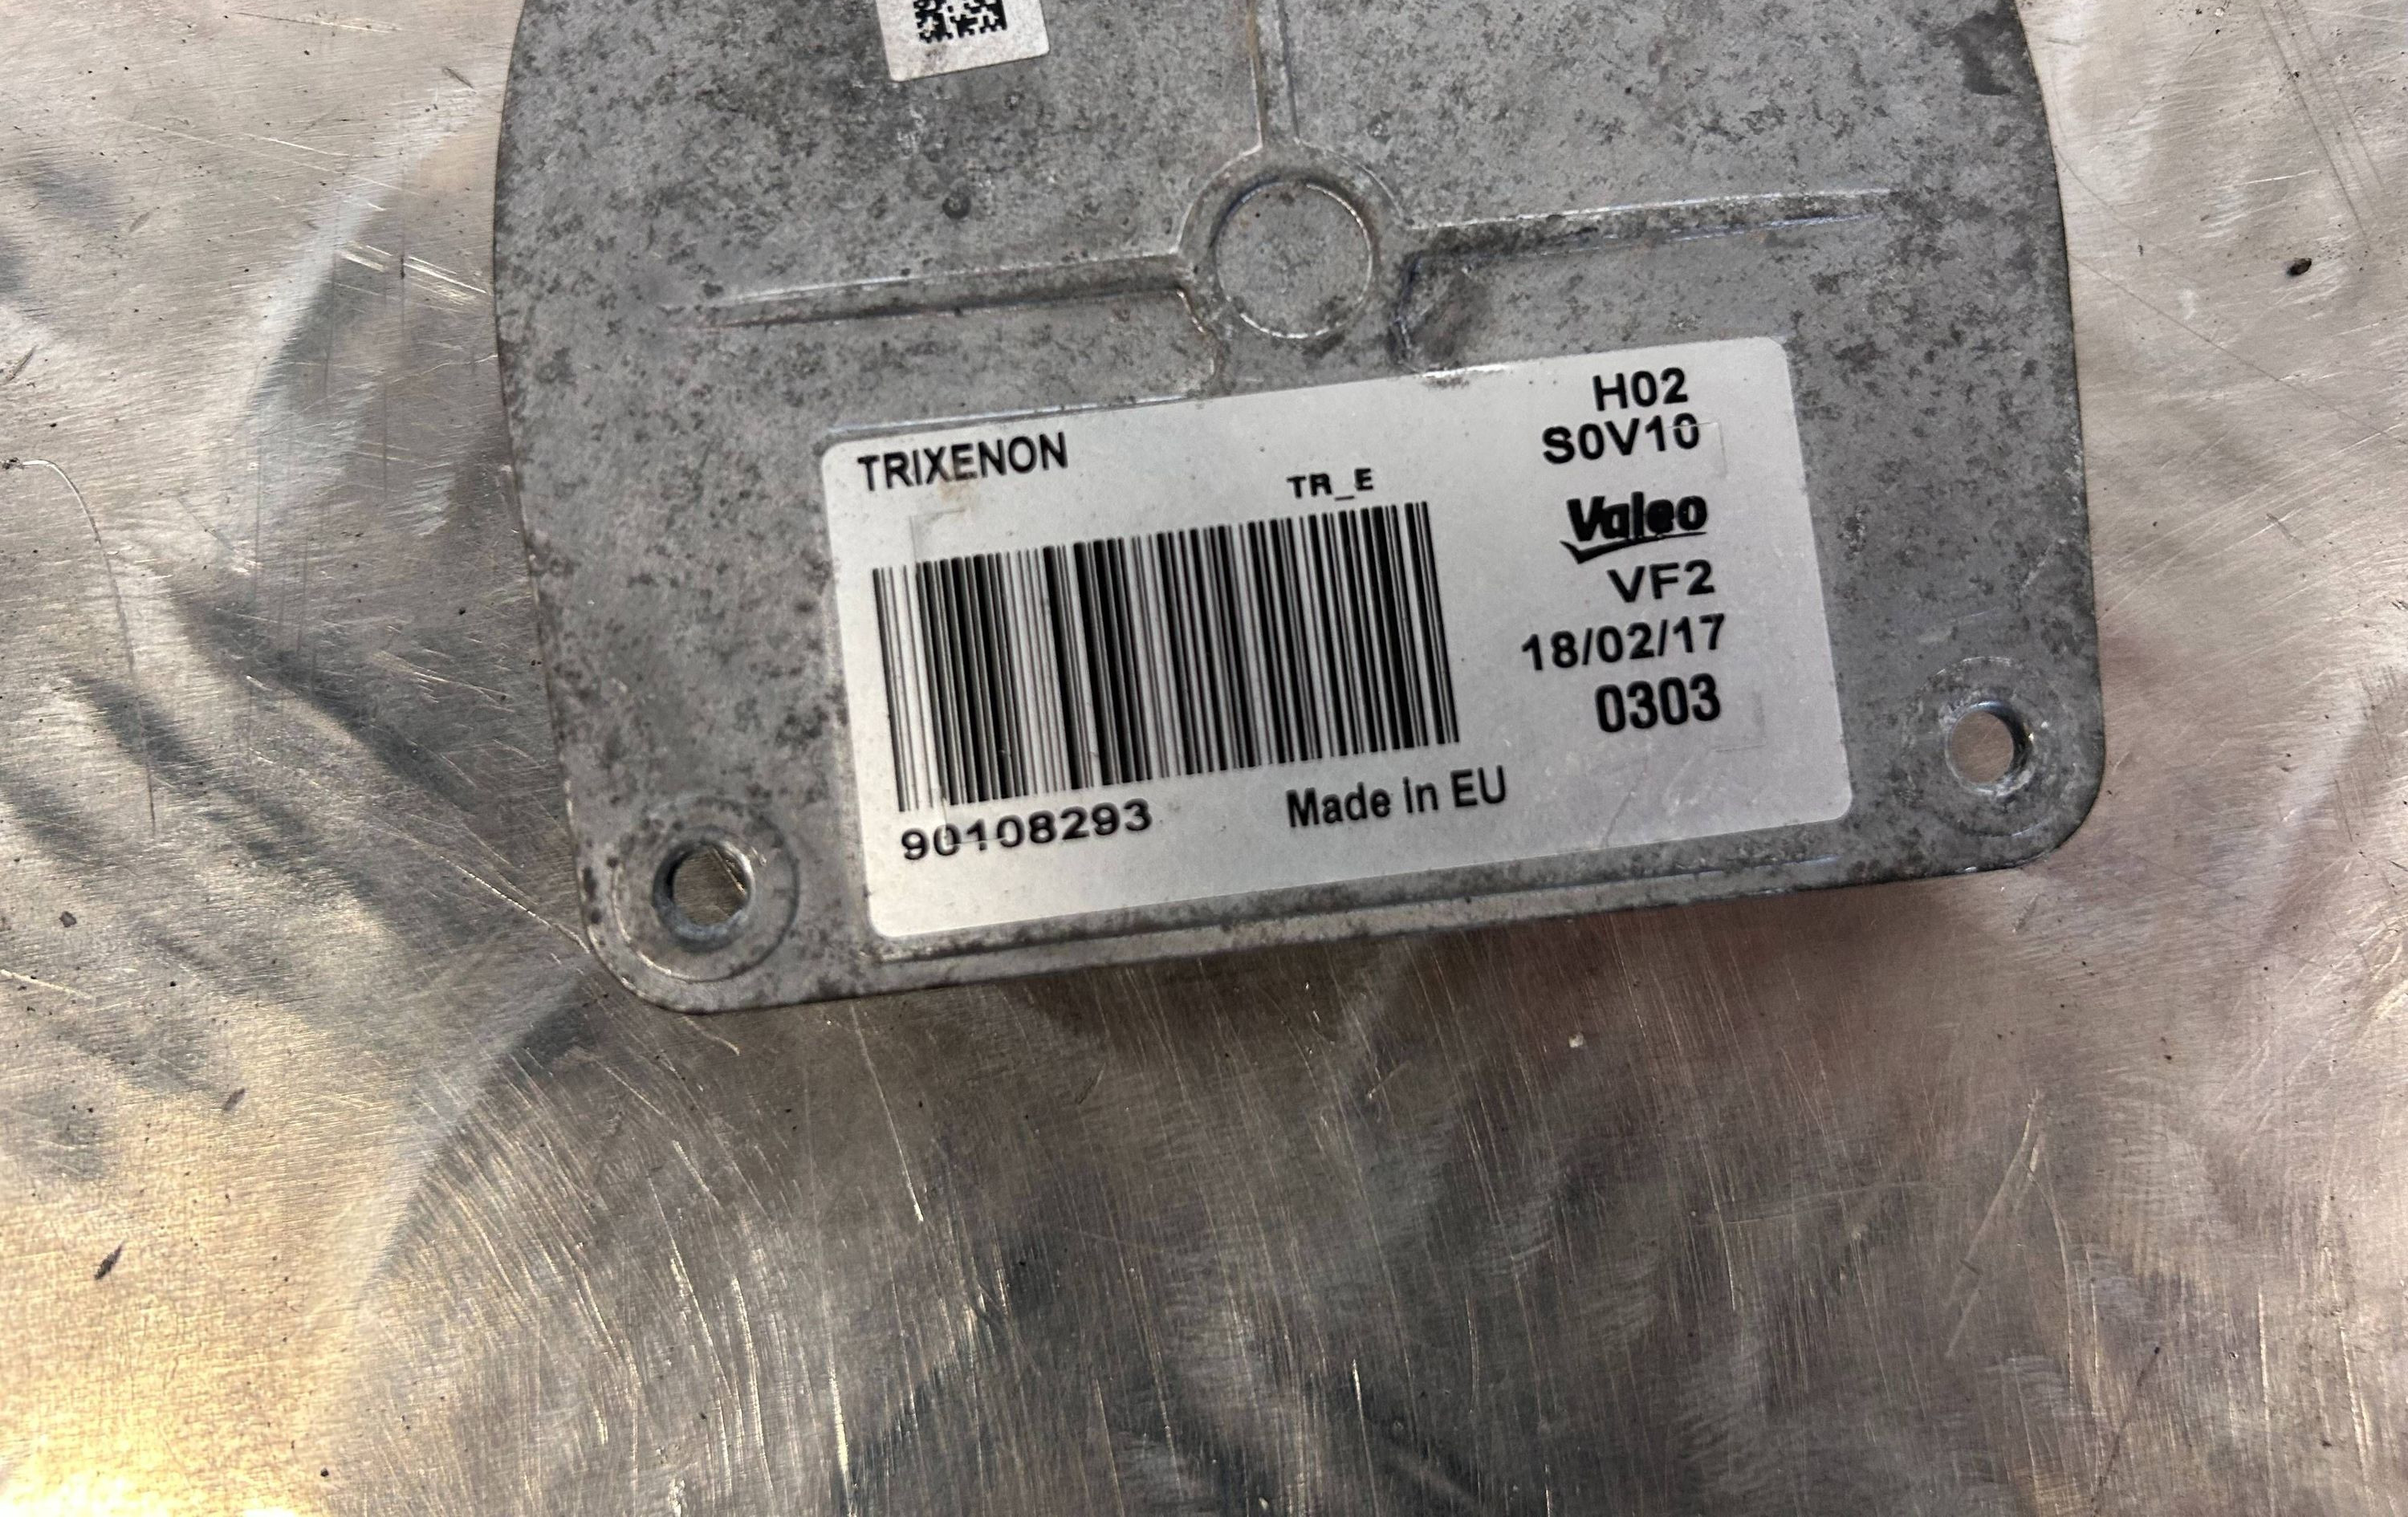 TRIXENON
TR_E
90108293
Made in EU
H02
S0V10
Valeo
VF2
18/02/17
0303